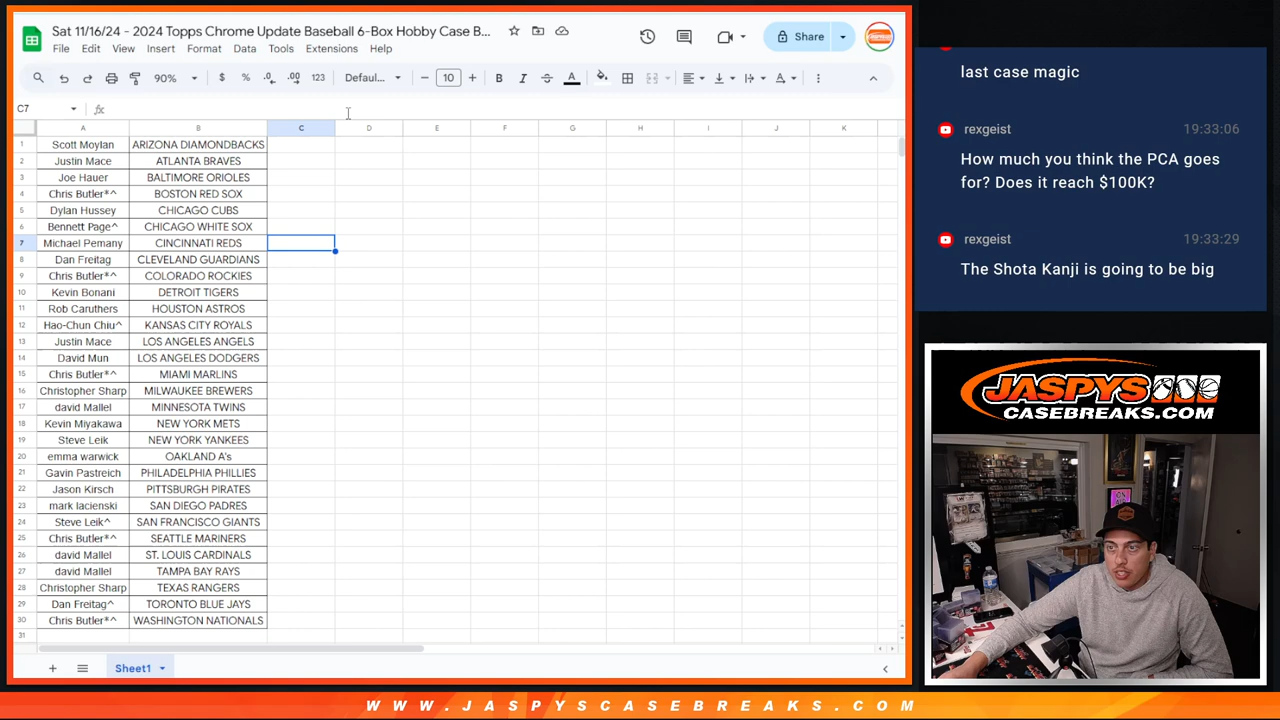 Sat 11/16/24 - 2024 Topps Chrome Update Baseball 6-Box Hobby Case B...
File Edit View Insert Format Data Tools Extensions Help
Share
90% $ % .0 .00 123 Defaul... - 10 + B I S A
C7 fx
A B C D E F G H I J K
1 Scott Moylan ARIZONA DIAMONDBACKS
2 Justin Mace ATLANTA BRAVES
3 Joe Hauer BALTIMORE ORIOLES
4 Chris Butler*^ BOSTON RED SOX
5 Dylan Hussey CHICAGO CUBS
6 Bennett Page^ CHICAGO WHITE SOX
7 Michael Pemany CINCINNATI REDS
8 Dan Freitag CLEVELAND GUARDIANS
9 Chris Butler*^ COLORADO ROCKIES
10 Kevin Bonani DETROIT TIGERS
11 Rob Caruthers HOUSTON ASTROS
12 Hao-Chun Chiu^ KANSAS CITY ROYALS
13 Justin Mace LOS ANGELES ANGELS
14 David Mun LOS ANGELES DODGERS
15 Chris Butler*^ MIAMI MARLINS
16 Christopher Sharp MILWAUKEE BREWERS
17 david Mallel MINNESOTA TWINS
18 Kevin Miyakawa NEW YORK METS
19 Steve Leik NEW YORK YANKEES
20 emma warwick OAKLAND A's
21 Gavin Pastreich PHILADELPHIA PHILLIES
22 Jason Kirsch PITTSBURGH PIRATES
23 mark lacienski SAN DIEGO PADRES
24 Steve Leik^ SAN FRANCISCO GIANTS
25 Chris Butler*^ SEATTLE MARINERS
26 david Mallel ST. LOUIS CARDINALS
27 david Mallel TAMPA BAY RAYS
28 Christopher Sharp TEXAS RANGERS
29 Dan Freitag^ TORONTO BLUE JAYS
30 Chris Butler*^ WASHINGTON NATIONALS
31
Sheet1
last case magic
rexgeist 19:33:06
How much you think the PCA goes
for? Does it reach $100K?
rexgeist 19:33:29
The Shota Kanji is going to be big
JASPYS
CASEBREAKS.COM
WWW.JASPYSCASEBREAKS.COM